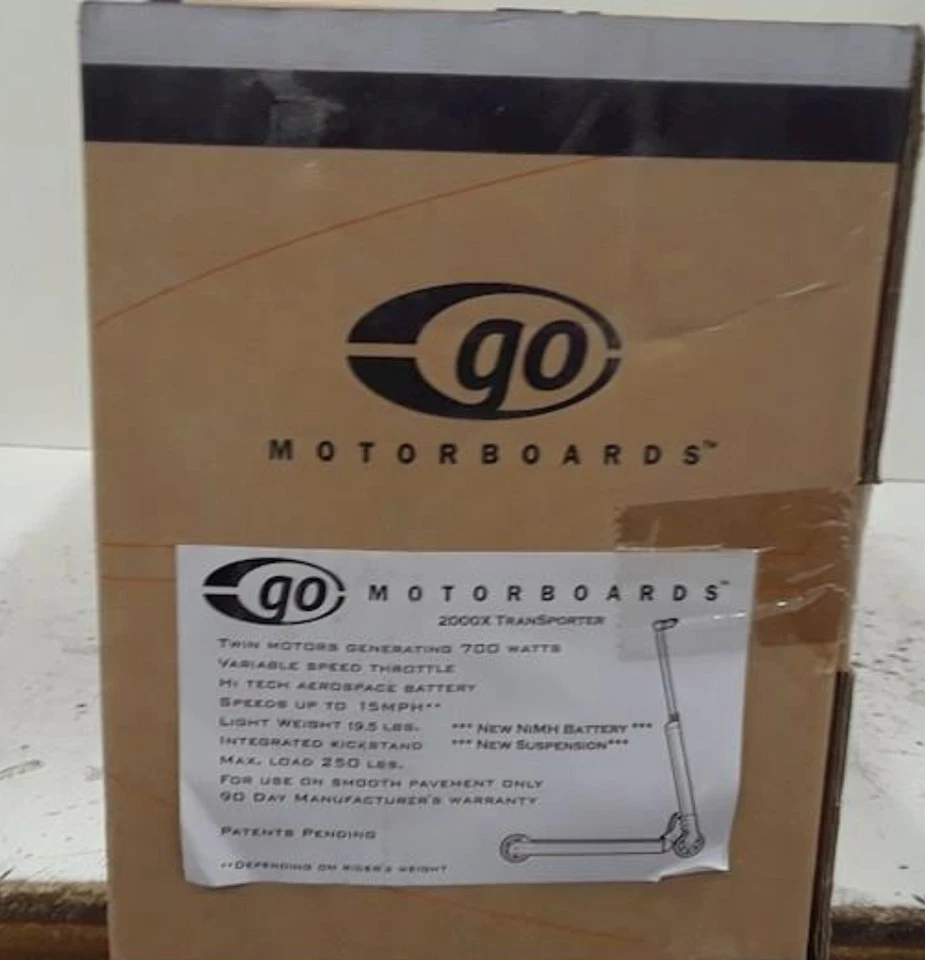 go
MOTORBOARDS™
go MOTORBOARDS™
2000X TRANSPORTER
TWIN MOTORS GENERATING 700 WATTS
VARIABLE SPEED THROTTLE
HI TECH AEROSPACE BATTERY
SPEEDS UP TO 15MPH**
LIGHT WEIGHT 19.5 LBS. *** NEW NIMH BATTERY ***
INTEGRATED KICKSTAND *** NEW SUSPENSION***
MAX. LOAD 250 LBS.
FOR USE ON SMOOTH PAVEMENT ONLY
90 DAY MANUFACTURER'S WARRANTY
PATENTS PENDING
**DEPENDING ON RIDER'S WEIGHT